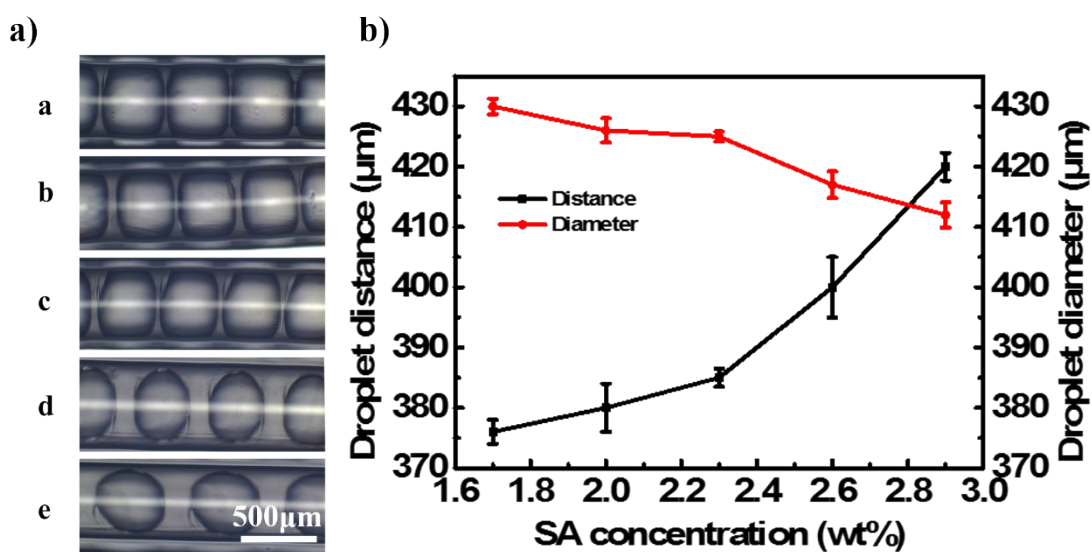 a)
b)
a
b
c
d
e
500μm
Droplet distance (μm)
430
420
410
400
390
380
370
Distance
Diameter
430
420
410
400
390
380
370
Droplet diameter (μm)
1.6 1.8 2.0 2.2 2.4 2.6 2.8 3.0
SA concentration (wt%)